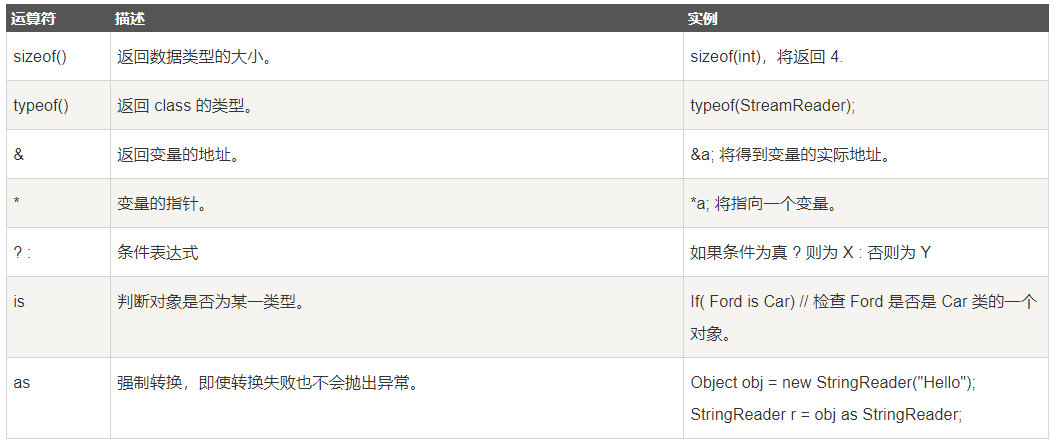 运算符 描述 实例
sizeof() 返回数据类型的大小。 sizeof(int)，将返回 4.
typeof() 返回 class 的类型。 typeof(StreamReader);
& 返回变量的地址。 &a; 将得到变量的实际地址。
* 变量的指针。 *a; 将指向一个变量。
? : 条件表达式 如果条件为真 ? 则为 X : 否则为 Y
is 判断对象是否为某一类型。 If( Ford is Car) // 检查 Ford 是否是 Car 类的一个
对象。
as 强制转换，即使转换失败也不会抛出异常。 Object obj = new StringReader("Hello");
StringReader r = obj as StringReader;